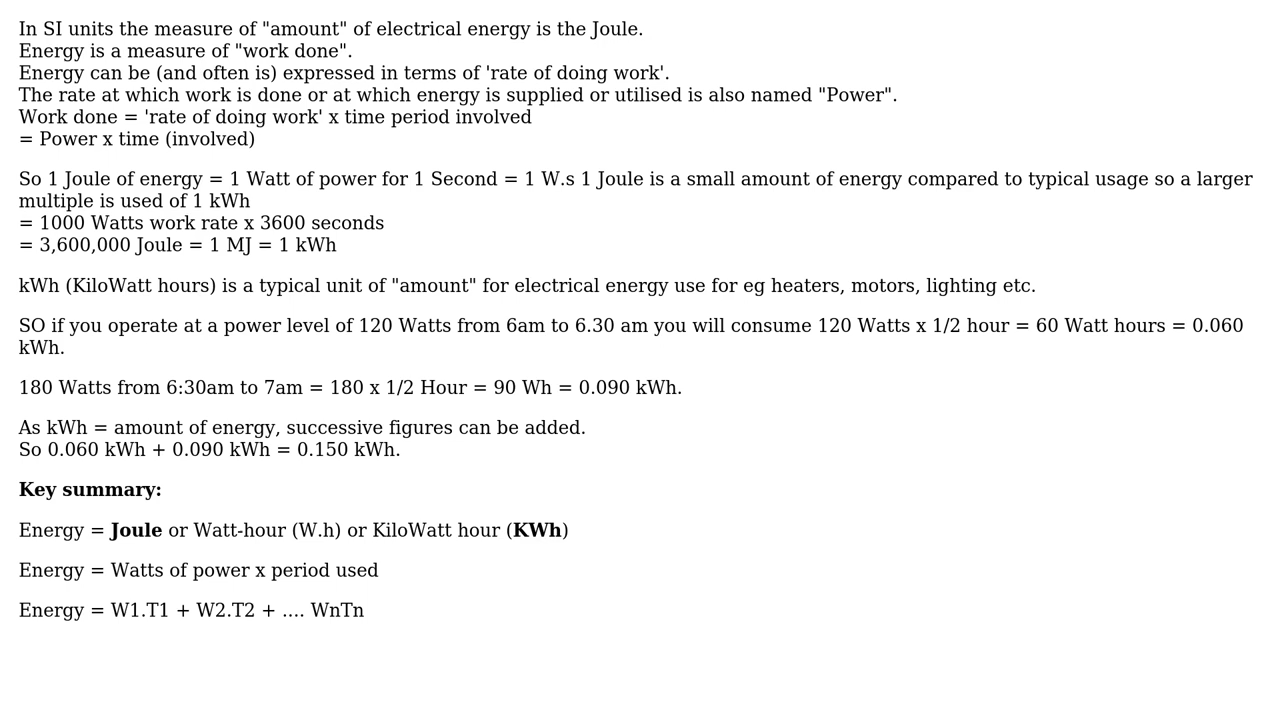 In SI units the measure of "amount" of electrical energy is the Joule.
Energy is a measure of "work done".
Energy can be (and often is) expressed in terms of 'rate of doing work'.
The rate at which work is done or at which energy is supplied or utilised is also named "Power".
Work done = 'rate of doing work' x time period involved
= Power x time (involved)
So 1 Joule of energy = 1 Watt of power for 1 Second = 1 W.s 1 Joule is a small amount of energy compared to typical usage so a larger
multiple is used of 1 kWh
= 1000 Watts work rate x 3600 seconds
= 3,600,000 Joule = 1 MJ = 1 kWh
kWh (KiloWatt hours) is a typical unit of "amount" for electrical energy use for eg heaters, motors, lighting etc.
SO if you operate at a power level of 120 Watts from 6am to 6.30 am you will consume 120 Watts x 1/2 hour = 60 Watt hours = 0.060
kWh.
180 Watts from 6:30am to 7am = 180 x 1/2 Hour = 90 Wh = 0.090 kWh.
As kWh = amount of energy, successive figures can be added.
So 0.060 kWh + 0.090 kWh = 0.150 kWh.
Key summary:
Energy = Joule or Watt-hour (W.h) or KiloWatt hour (KWh)
Energy = Watts of power x period used
Energy = W1.T1 + W2.T2 + .... WnTn